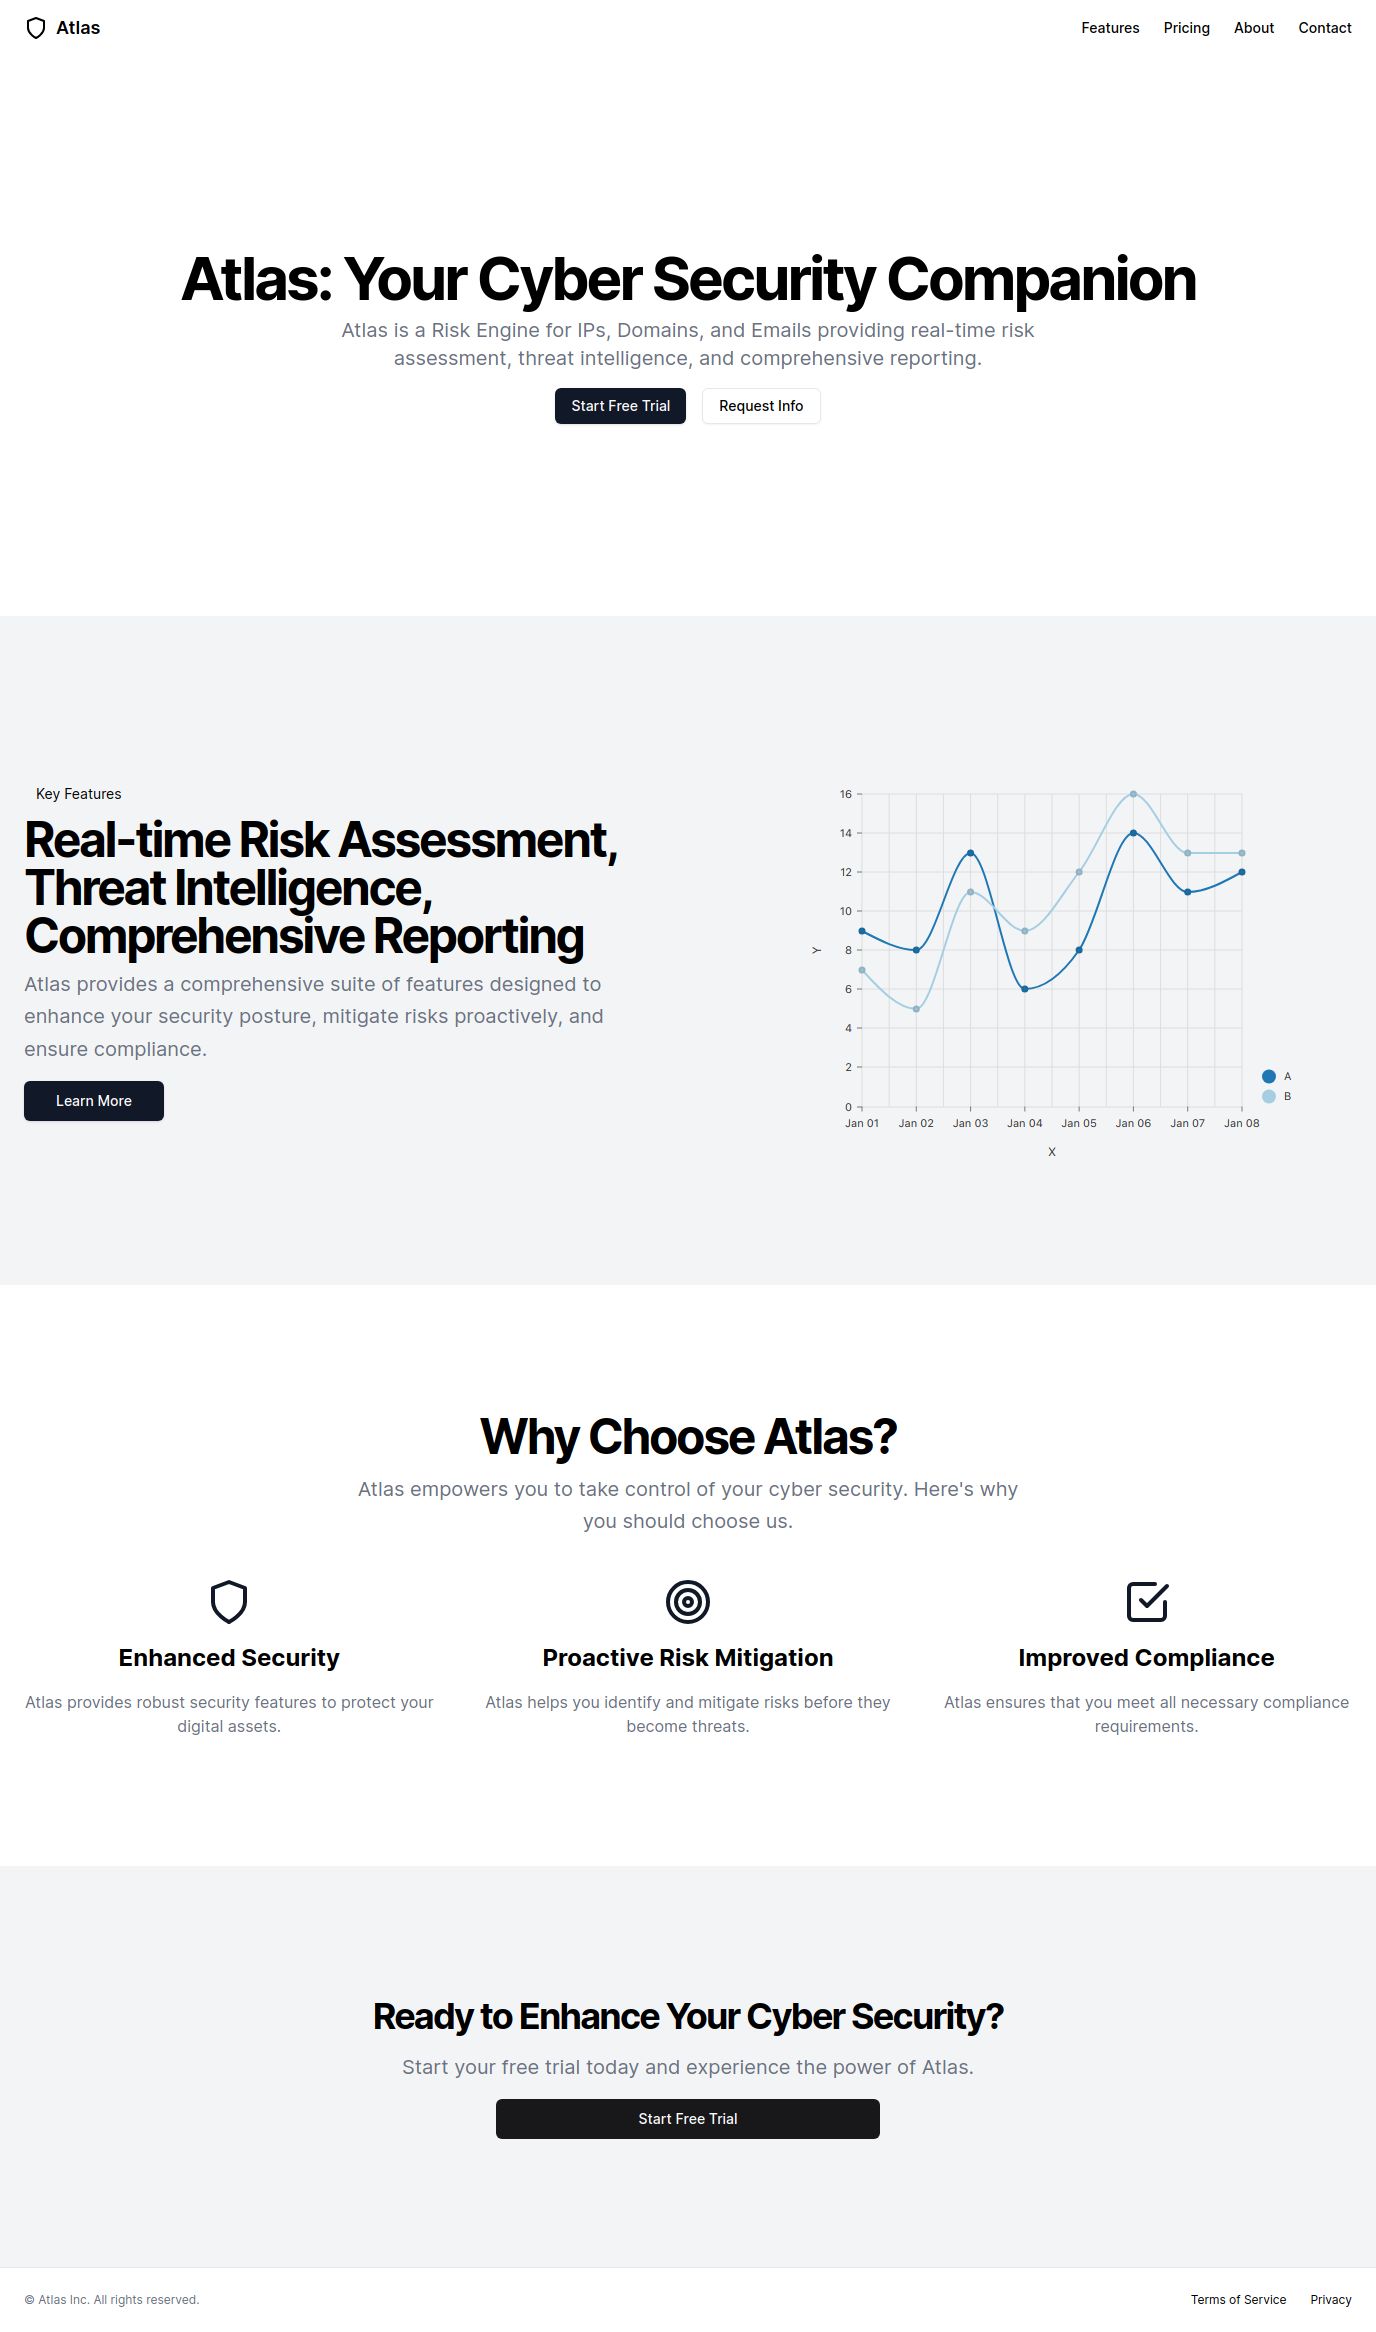 Atlas
Features Pricing About Contact
Atlas: Your Cyber Security Companion
Atlas is a Risk Engine for IPs, Domains, and Emails providing real-time risk
assessment, threat intelligence, and comprehensive reporting.
Start Free Trial Request Info
Key Features
Real-time Risk Assessment,
Threat Intelligence,
Comprehensive Reporting
Atlas provides a comprehensive suite of features designed to
enhance your security posture, mitigate risks proactively, and
ensure compliance.
Learn More
16
14
12
10
8
6
4
2
0
Y
Jan 01 Jan 02 Jan 03 Jan 04 Jan 05 Jan 06 Jan 07 Jan 08
X
A
B
Why Choose Atlas?
Atlas empowers you to take control of your cyber security. Here's why
you should choose us.
Enhanced Security
Atlas provides robust security features to protect your
digital assets.
Proactive Risk Mitigation
Atlas helps you identify and mitigate risks before they
become threats.
Improved Compliance
Atlas ensures that you meet all necessary compliance
requirements.
Ready to Enhance Your Cyber Security?
Start your free trial today and experience the power of Atlas.
Start Free Trial
© Atlas Inc. All rights reserved.
Terms of Service Privacy